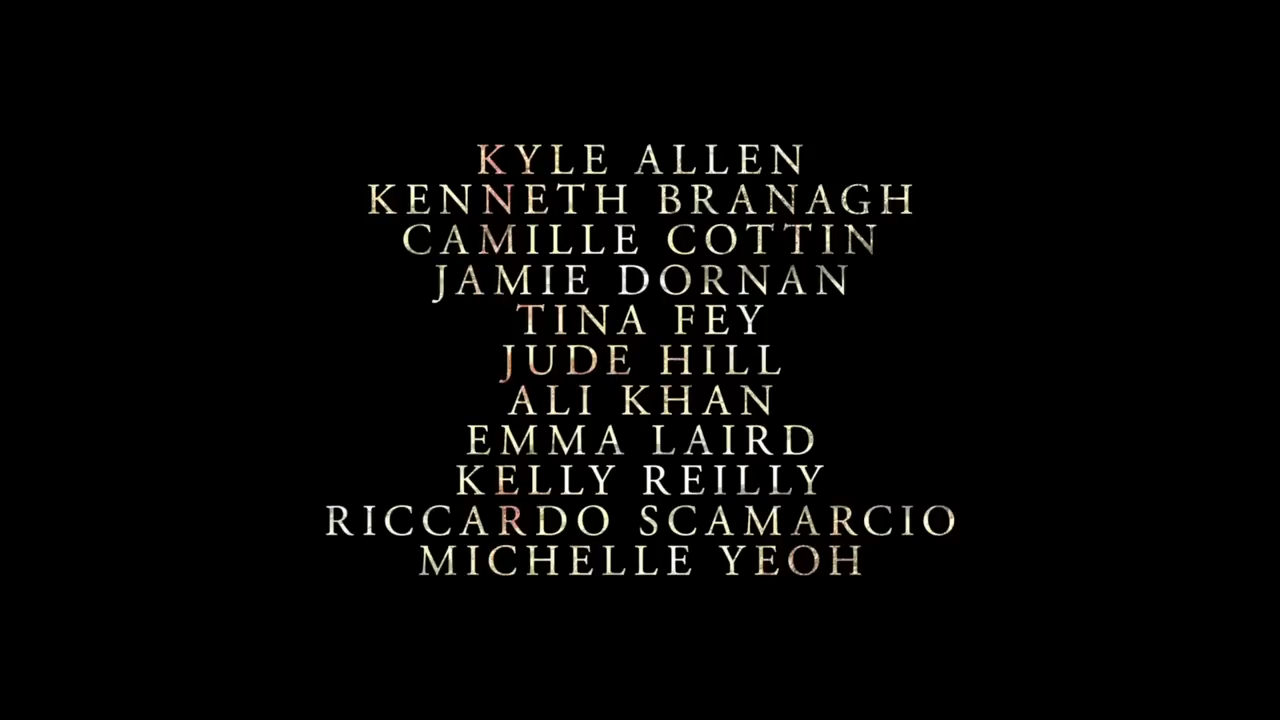 KYLE ALLEN
KENNETH BRANAGH
CAMILLE COTTIN
JAMIE DORNAN
TINA FEY
JUDE HILL
ALI KHAN
EMMA LAIRD
KELLY REILLY
RICCARDO SCAMARCIO
MICHELLE YEOH